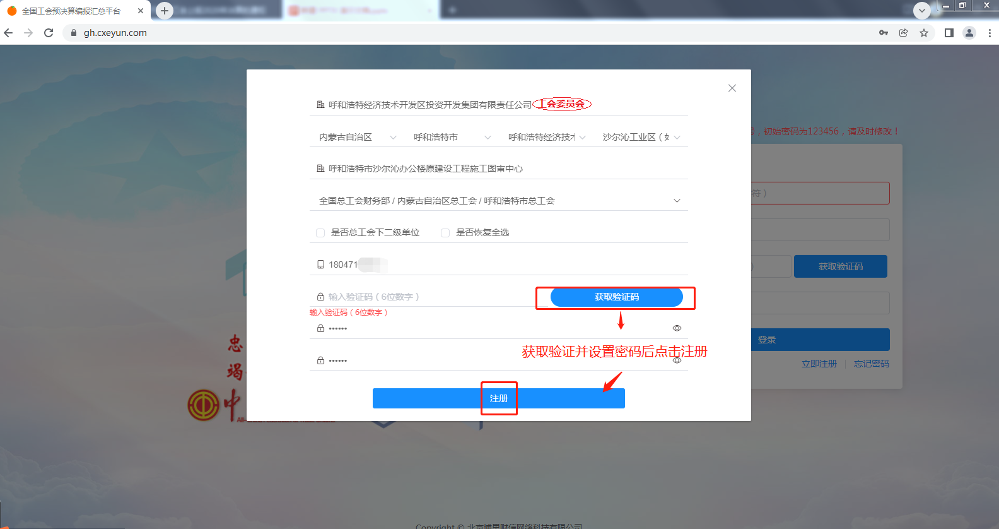 全国工会预决算编报汇总平台
gh.cxeyun.com
呼和浩特经济技术开发区投资开发集团有限责任公司 工会委员会
内蒙古自治区 呼和浩特市 呼和浩特经济技 沙尔沁工业区（
号，初始密码为123456，请及时修改！
呼和浩特市沙尔沁办公楼原建设工程施工图审中心
符）
全国总工会财务部 / 内蒙古自治区总工会 / 呼和浩特市总工会
是否总工会下二级单位 是否恢复全选
180471
） 获取验证码
输入验证码（6位数字） 获取验证码
输入验证码（6位数字）
••••••
登录
获取验证并设置密码后点击注册
••••••
立即注册 忘记密码
注册
忠
竭
中
Copyright © 北京博思财信网络科技有限公司